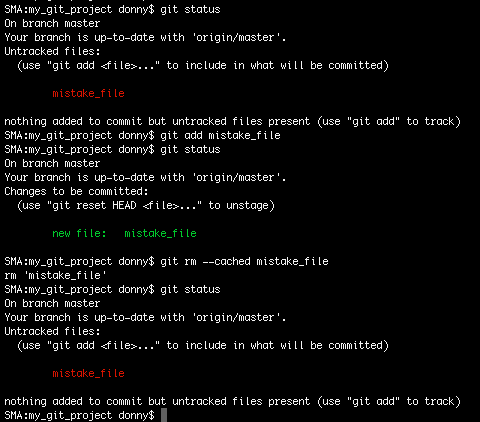 SMA:my_git_project donny$ git status
On branch master
Your branch is up-to-date with 'origin/master'.
Untracked files:
  (use "git add <file>..." to include in what will be committed)
        mistake_file
nothing added to commit but untracked files present (use "git add" to track)
SMA:my_git_project donny$ git add mistake_file
SMA:my_git_project donny$ git status
On branch master
Your branch is up-to-date with 'origin/master'.
Changes to be committed:
  (use "git reset HEAD <file>..." to unstage)
        new file:   mistake_file
SMA:my_git_project donny$ git rm --cached mistake_file
rm 'mistake_file'
SMA:my_git_project donny$ git status
On branch master
Your branch is up-to-date with 'origin/master'.
Untracked files:
  (use "git add <file>..." to include in what will be committed)
        mistake_file
nothing added to commit but untracked files present (use "git add" to track)
SMA:my_git_project donny$